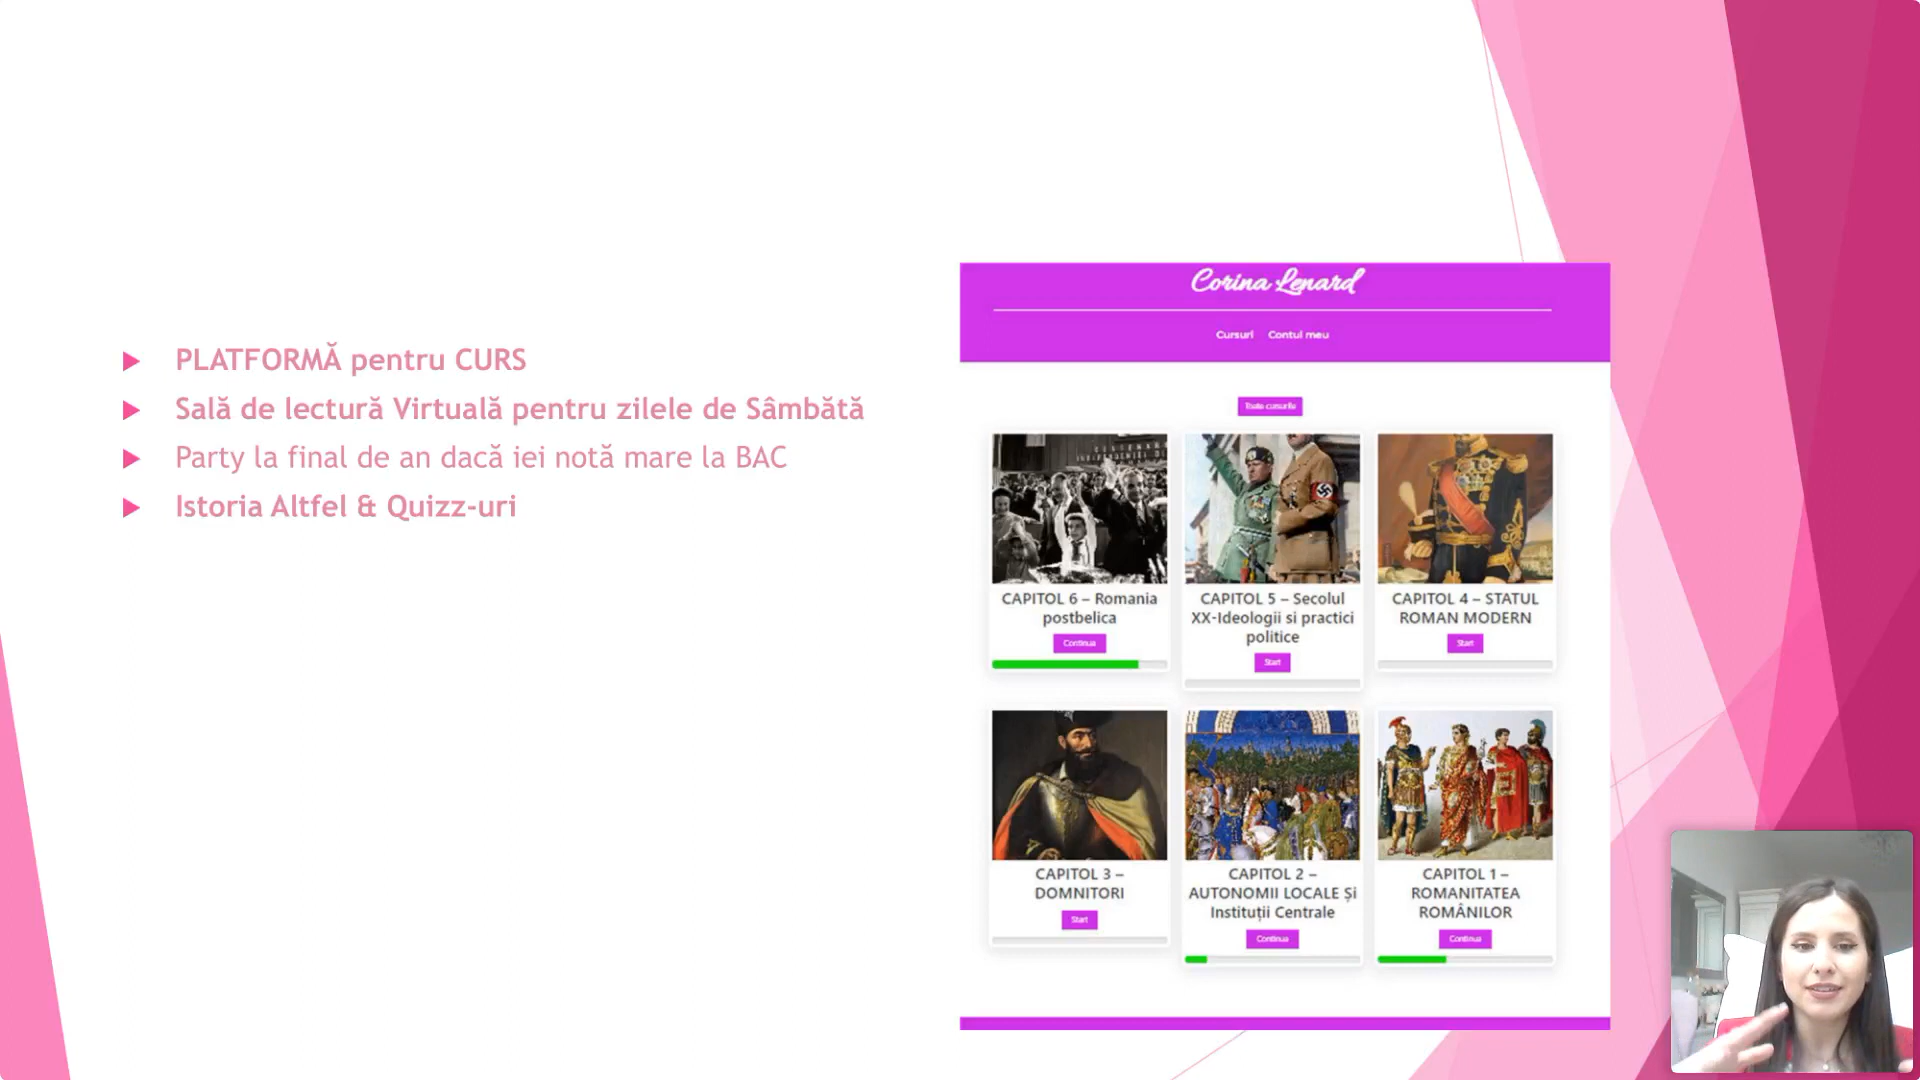 PLATFORMĂ pentru CURS
Sală de lectură Virtuală pentru zilele de Sâmbătă
Party la final de an dacă iei notă mare la BAC
Istoria Altfel & Quizz-uri
Corina Lenard
Cursuri Contul meu
Toate cursurile
CAPITOL 6 – Romania
postbelica
Continua
CAPITOL 5 – Secolul
XX-Ideologii si practici
politice
Start
CAPITOL 4 – STATUL
ROMAN MODERN
Start
CAPITOL 3 –
DOMNITORI
Start
CAPITOL 2 –
AUTONOMII LOCALE Și
Instituții Centrale
Continua
CAPITOL 1 –
ROMANITATEA
ROMÂNILOR
Continua